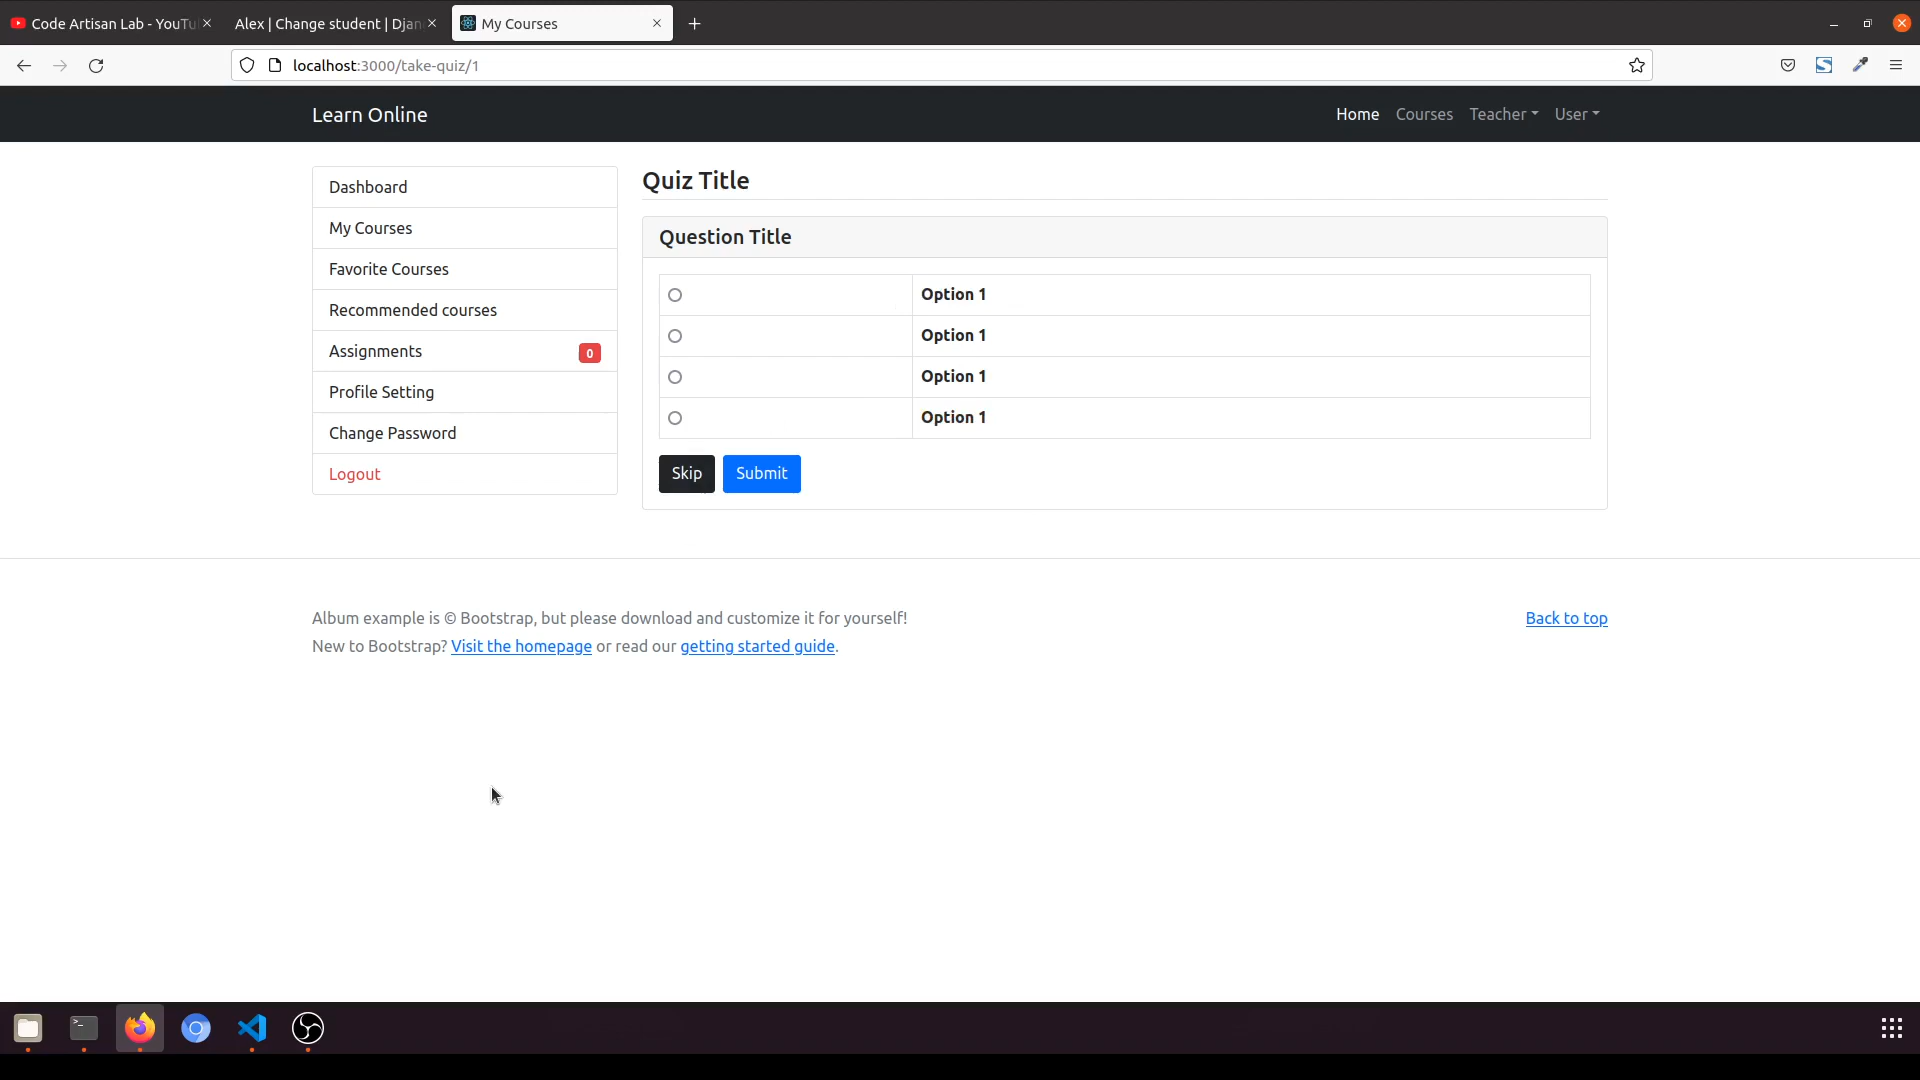 Code Artisan Lab - YouTu
Alex | Change student | Djan
My Courses
localhost:3000/take-quiz/1
Learn Online
Home
Courses
Teacher
User
Dashboard
My Courses
Favorite Courses
Recommended courses
Assignments
0
Profile Setting
Change Password
Logout
Quiz Title
Question Title
Option 1
Option 1
Option 1
Option 1
Skip
Submit
Album example is © Bootstrap, but please download and customize it for yourself!
Back to top
New to Bootstrap? Visit the homepage or read our getting started guide.